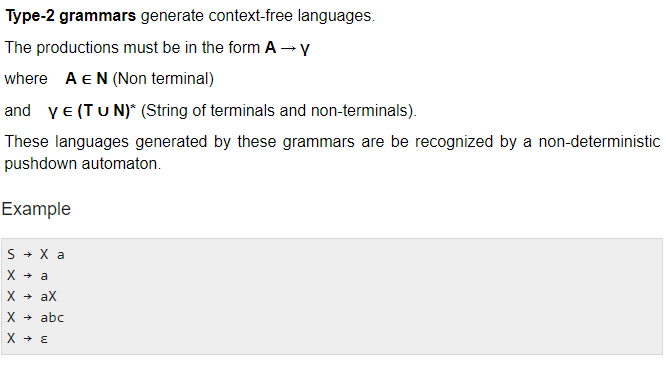 Type-2 grammars generate context-free languages.
The productions must be in the form A → γ
where A ∈ N (Non terminal)
and γ ∈ (T ∪ N)* (String of terminals and non-terminals).
These languages generated by these grammars are be recognized by a non-deterministic
pushdown automaton.
Example
S → X a
X → a
X → aX
X → abc
X → ε